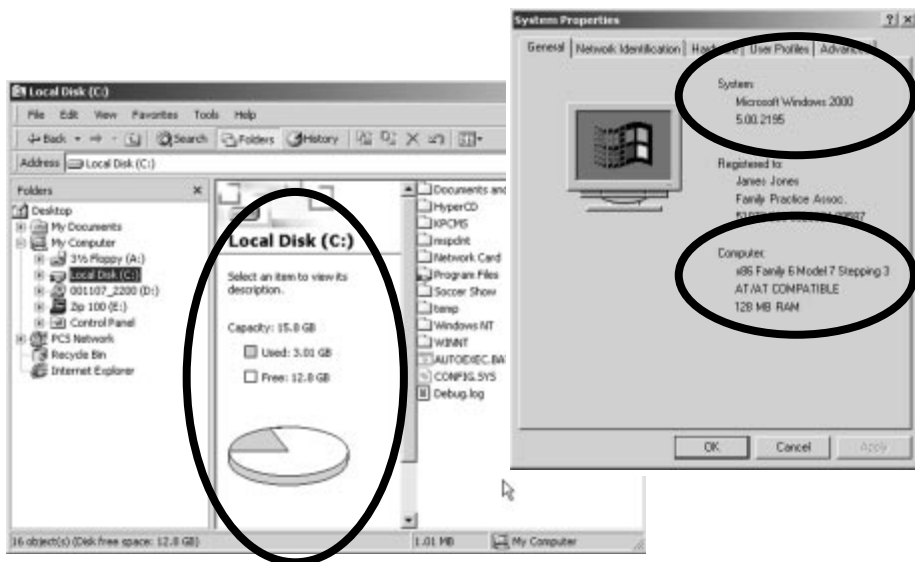 Local Disk (C:)
File Edit View Favorites Tools Help
Back Search Folders History
Address Local Disk (C:)
Folders
Desktop
My Documents
My Computer
3½ Floppy (A:)
Local Disk (C:)
001107_2200 (D:)
Zip 100 (E:)
Control Panel
PCS Network
Recycle Bin
Internet Explorer
Local Disk (C:)
Select an item to view its
description.
Capacity: 15.8 GB
Used: 3.01 GB
Free: 12.8 GB
Documents and
HyperCD
KPCMS
mspdnt
Network Card
Program Files
Soccer Show
temp
Windows NT
WINNT
AUTOEXEC.BA
CONFIG.SYS
Debug.log
16 object(s) (Disk free space: 12.8 GB) 1.01 MB My Computer
System Properties
General Network Identification Hardware User Profiles Advanced
System:
Microsoft Windows 2000
5.00.2195
Registered to:
James Jones
Family Practice Assoc.
Computer:
x86 Family 6 Model 7 Stepping 3
AT/AT COMPATIBLE
128 MB RAM
OK Cancel Apply